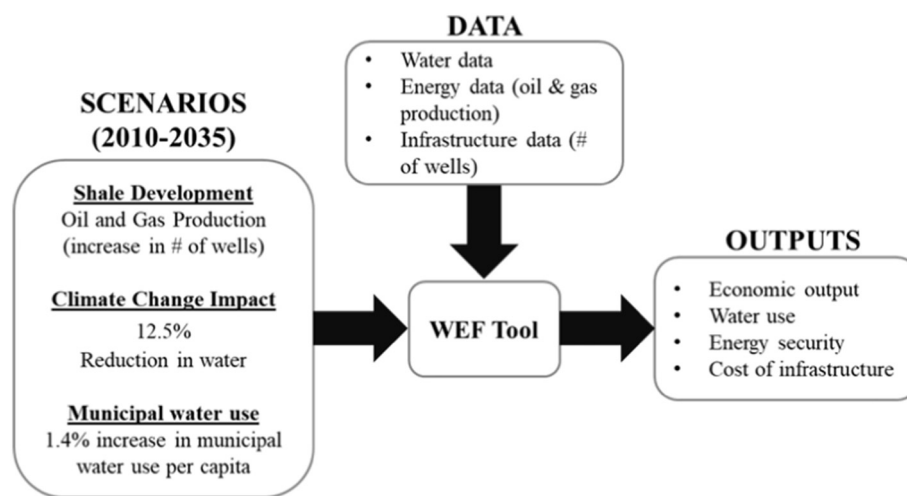 SCENARIOS
(2010-2035)
Shale Development
Oil and Gas Production
(increase in # of wells)
Climate Change Impact
12.5%
Reduction in water
Municipal water use
1.4% increase in municipal
water use per capita
DATA
• Water data
• Energy data (oil & gas
production)
• Infrastructure data (#
of wells)
WEF Tool
OUTPUTS
• Economic output
• Water use
• Energy security
• Cost of infrastructure